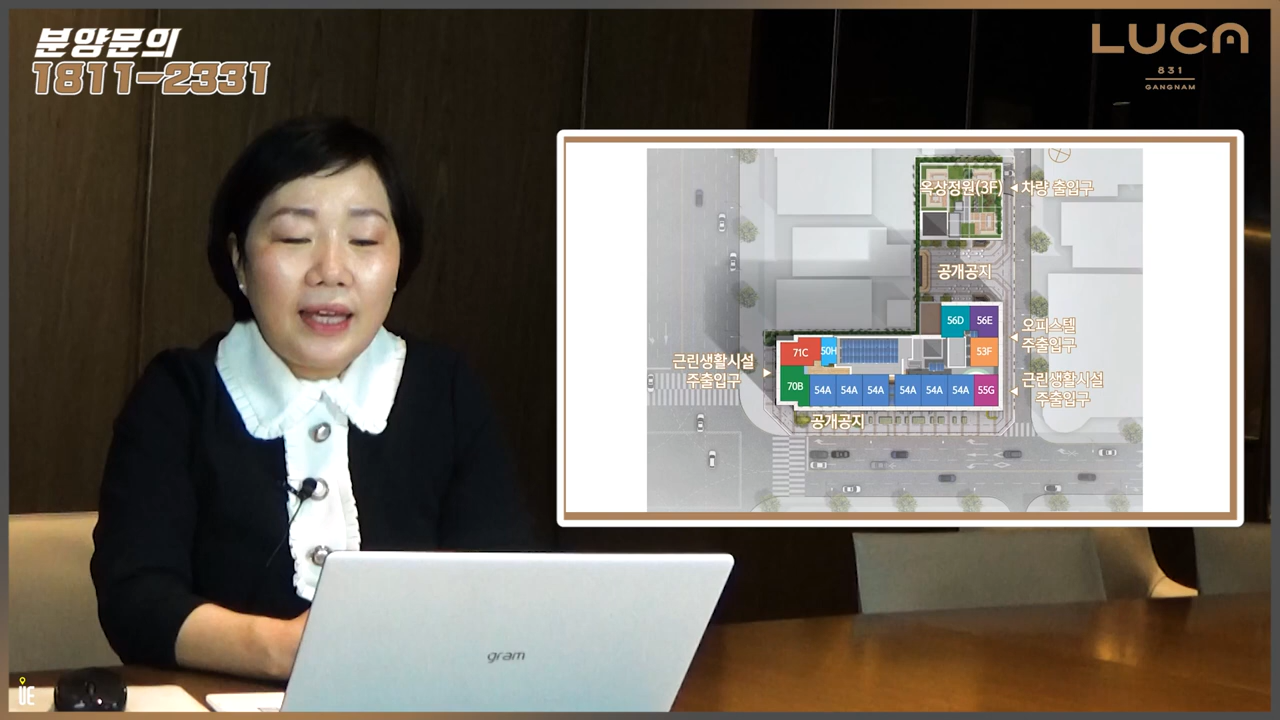 분양문의
1811-2331
LUCA
831
GANGNAM
옥상정원(3F)
차량 출입구
공개공지
56D
56E
오피스텔
주출입구
71C
50H
53F
근린생활시설
주출입구
70B
54A
54A
54A
54A
54A
54A
55G
근린생활시설
주출입구
공개공지
gram
UE